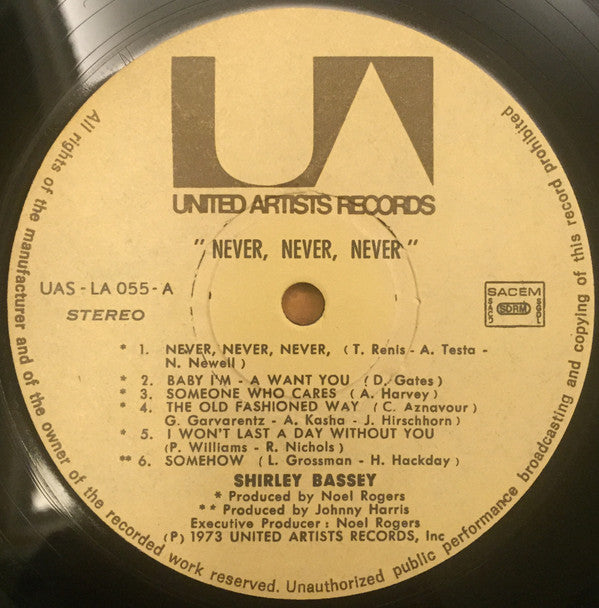 UA
UNITED ARTISTS RECORDS
" NEVER, NEVER, NEVER "
UAS - LA 055 - A
STEREO
SACEM
SACD SDRM SGDL
* 1. NEVER, NEVER, NEVER, ( T. Renis - A. Testa -
N. Newell )
* 2. BABY I'M - A WANT YOU ( D. Gates )
* 3. SOMEONE WHO CARES ( A. Harvey )
* 4. THE OLD FASHIONED WAY ( C. Aznavour )
G. Garvarentz - A. Kasha - J. Hirschhorn )
* 5. I WON'T LAST A DAY WITHOUT YOU
( P. Williams - R. Nichols )
** 6. SOMEHOW ( L. Grossman - H. Hackday )
SHIRLEY BASSEY
* Produced by Noel Rogers
** Produced by Johnny Harris
Executive Producer : Noel Rogers
(P) 1973 UNITED ARTISTS RECORDS, Inc
All rights of the manufacturer and of the owner of the recorded work reserved. Unauthorized public performance broadcasting and copying of this record prohibited